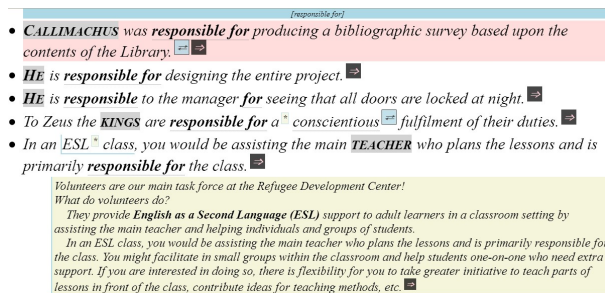 [responsible for]
• CALLIMACHUS was responsible for producing a bibliographic survey based upon the
contents of the Library. ⇄ ⇒
• HE is responsible for designing the entire project. ⇒
• HE is responsible to the manager for seeing that all doors are locked at night. ⇒
• To Zeus the KINGS are responsible for a * conscientious ⇄ fulfilment of their duties. ⇒
• In an ESL * class, you would be assisting the main TEACHER who plans the lessons and is
primarily responsible for the class. ⇒
Volunteers are our main task force at the Refugee Development Center!
What do volunteers do?
They provide English as a Second Language (ESL) support to adult learners in a classroom setting by
assisting the main teacher and helping individuals and groups of students.
In an ESL class, you would be assisting the main teacher who plans the lessons and is primarily responsible for
the class. You might facilitate in small groups within the classroom and help students one-on-one who need extra
support. If you are interested in doing so, there is flexibility for you to take greater initiative to teach parts of
lessons in front of the class, contribute ideas for teaching methods, etc. ⇒